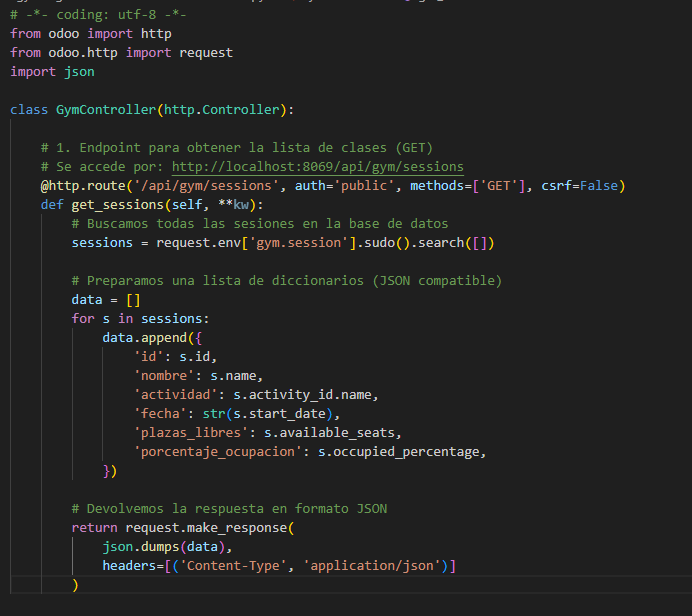 # -*- coding: utf-8 -*-
from odoo import http
from odoo.http import request
import json

class GymController(http.Controller):

    # 1. Endpoint para obtener la lista de clases (GET)
    # Se accede por: http://localhost:8069/api/gym/sessions
    @http.route('/api/gym/sessions', auth='public', methods=['GET'], csrf=False)
    def get_sessions(self, **kw):
        # Buscamos todas las sesiones en la base de datos
        sessions = request.env['gym.session'].sudo().search([])

        # Preparamos una lista de diccionarios (JSON compatible)
        data = []
        for s in sessions:
            data.append({
                'id': s.id,
                'nombre': s.name,
                'actividad': s.activity_id.name,
                'fecha': str(s.start_date),
                'plazas_libres': s.available_seats,
                'porcentaje_ocupacion': s.occupied_percentage,
            })

        # Devolvemos la respuesta en formato JSON
        return request.make_response(
            json.dumps(data),
            headers=[('Content-Type', 'application/json')]
        )